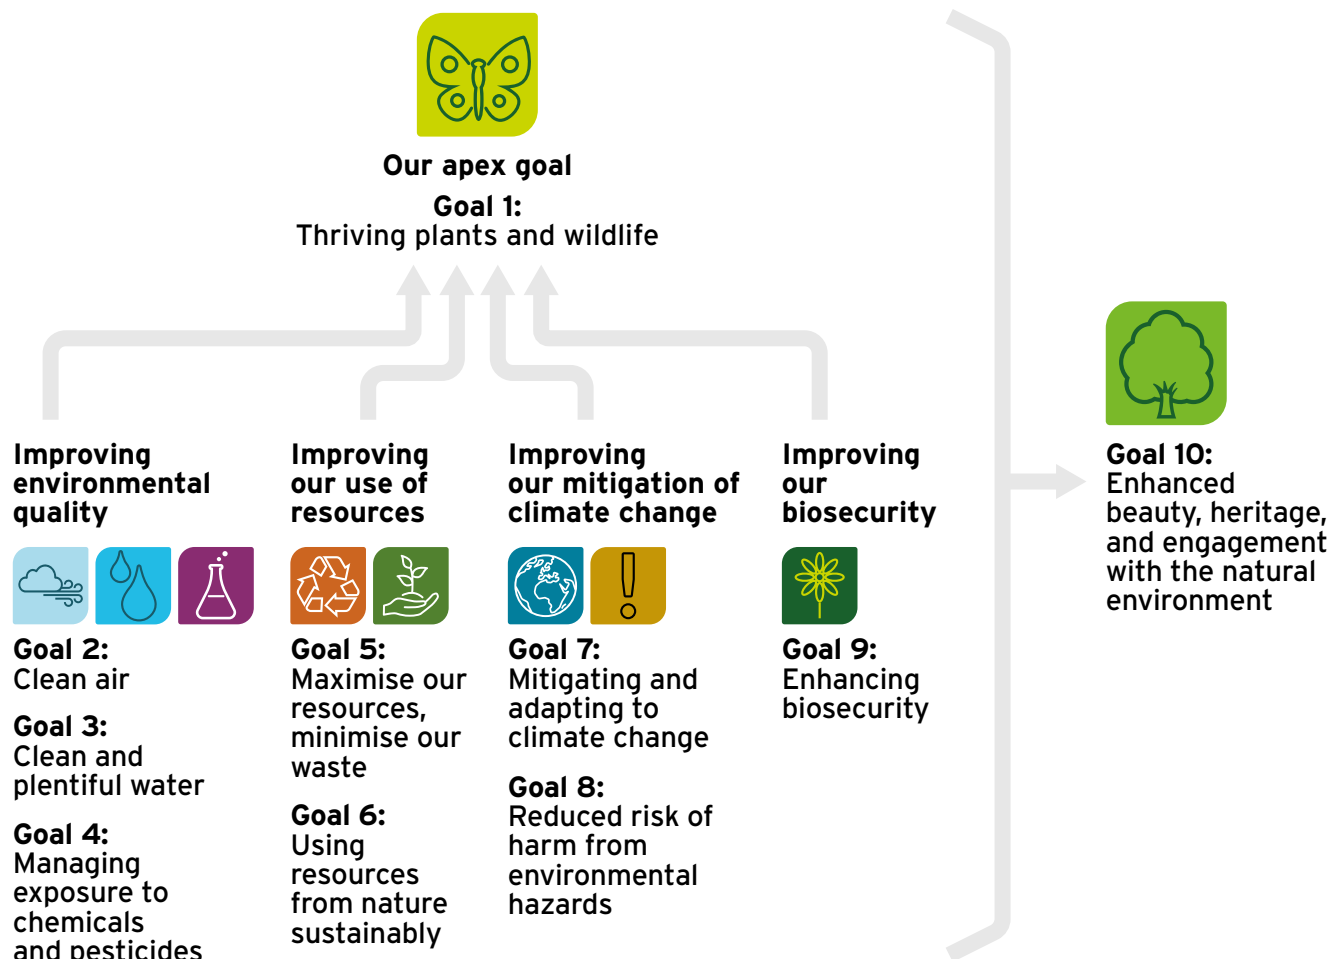 Our apex goal
Goal 1:
Thriving plants and wildlife
Improving
environmental
quality
Goal 2:
Clean air
Goal 3:
Clean and
plentiful water
Goal 4:
Managing
exposure to
chemicals
and pesticides
Improving
our use of
resources
Goal 5:
Maximise our
resources,
minimise our
waste
Goal 6:
Using
resources
from nature
sustainably
Improving
our mitigation of
climate change
Goal 7:
Mitigating and
adapting to
climate change
Goal 8:
Reduced risk of
harm from
environmental
hazards
Improving
our
biosecurity
Goal 9:
Enhancing
biosecurity
Goal 10:
Enhanced
beauty, heritage,
and engagement
with the natural
environment